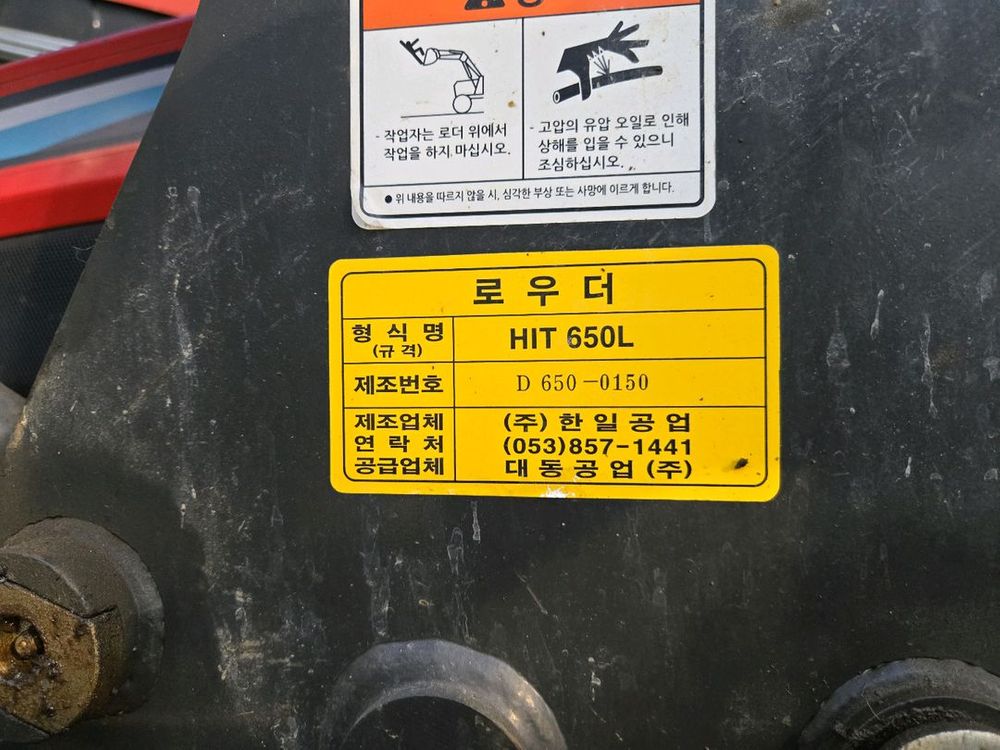 - 작업자는 로더 위에서
작업을 하지 마십시오.
- 고압의 유압 오일로 인해
상해를 입을 수 있으니
조심하십시오.
● 위 내용을 따르지 않을 시, 심각한 부상 또는 사망에 이르게 합니다.
로 우 더
형 식 명
(규 격)
HIT 650L
제조번호
D 650-0150
제조업체
(주) 한 일 공 업
연 락 처
(053)857-1441
공급업체
대 동 공 업 (주)